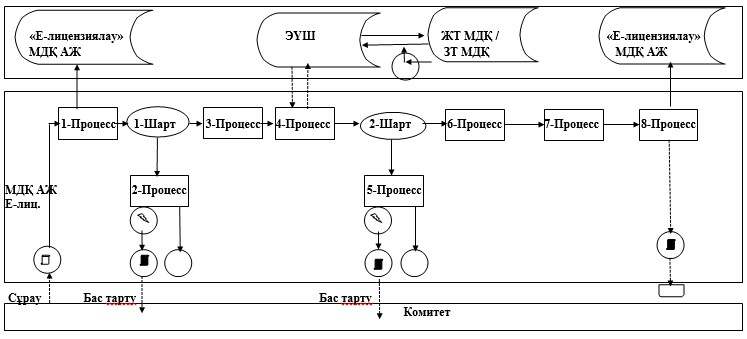 «Е-лицензиялау»
МДҚ АЖ
ЭҮШ
ЖТ МДҚ /
ЗТ МДҚ
«Е-лицензиялау»
МДҚ АЖ
1-Процесс
1-Шарт
3-Процесс
4-Процесс
2-Шарт
6-Процесс
7-Процесс
8-Процесс
2-Процесс
5-Процесс
МДҚ АЖ
Е-лиц.
Сұрау
Бас тарту
Бас тарту
Комитет